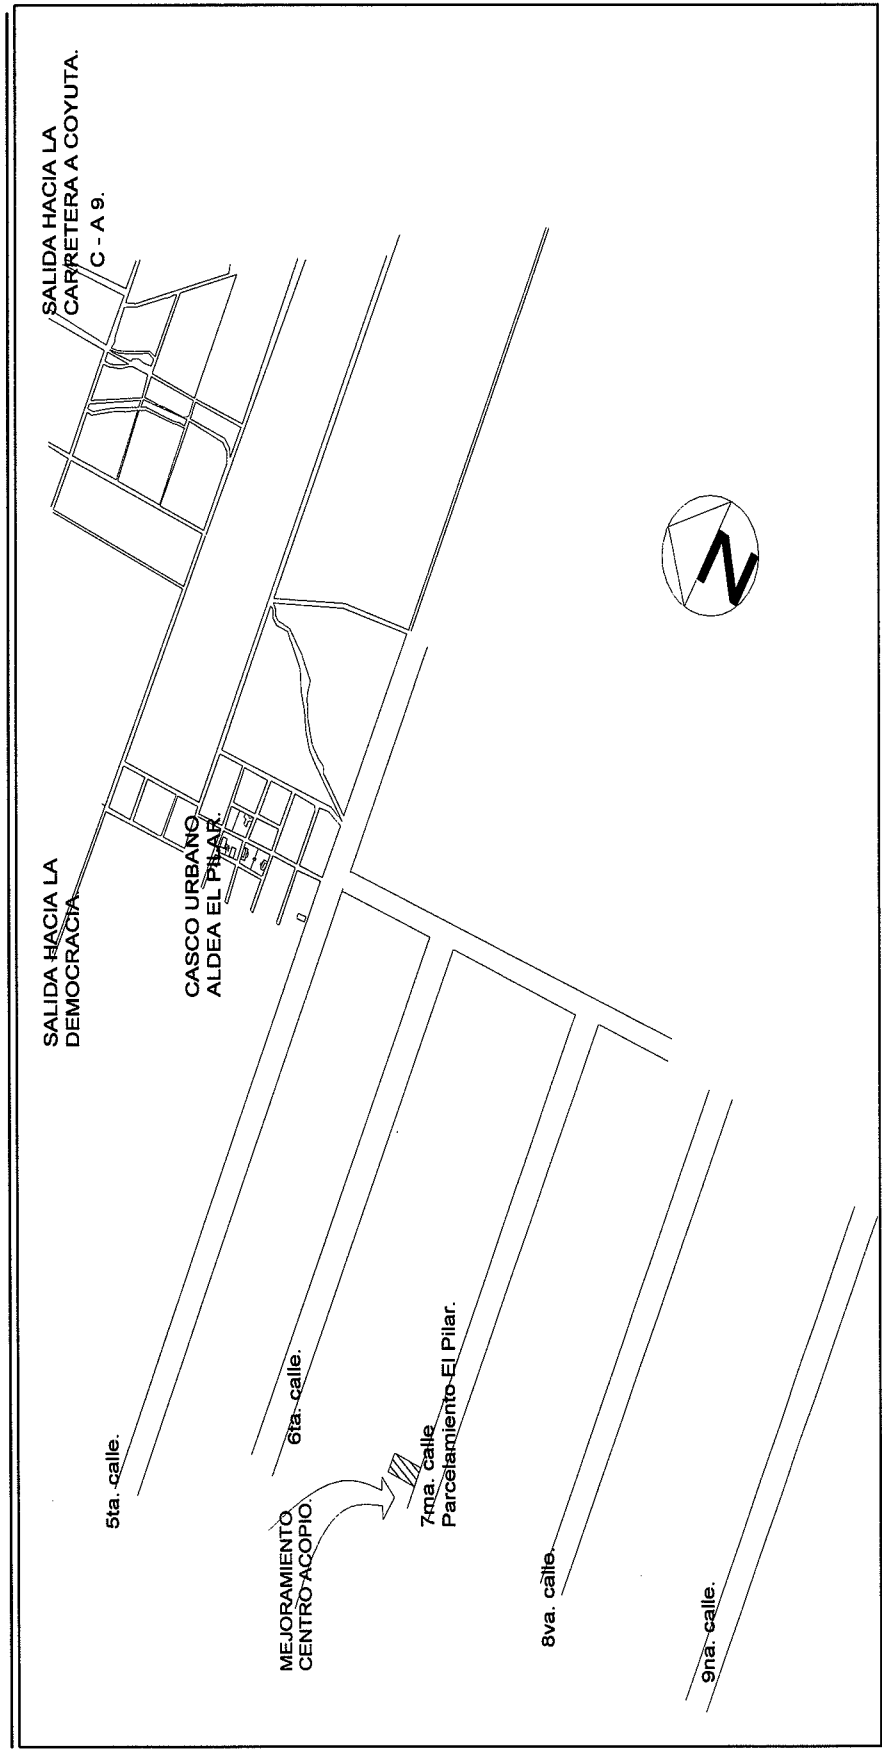 SALIDA HACIA LA
CARRETERA A COYUTA.
C - A 9.
SALIDA HACIA LA
DEMOCRACIA.
CASCO URBANO
ALDEA EL PILAR.
5ta. calle.
6ta. calle.
MEJORAMIENTO
CENTRO ACOPIO.
7ma. calle
Parcelamiento El Pilar.
8va. calle.
9na. calle.
N